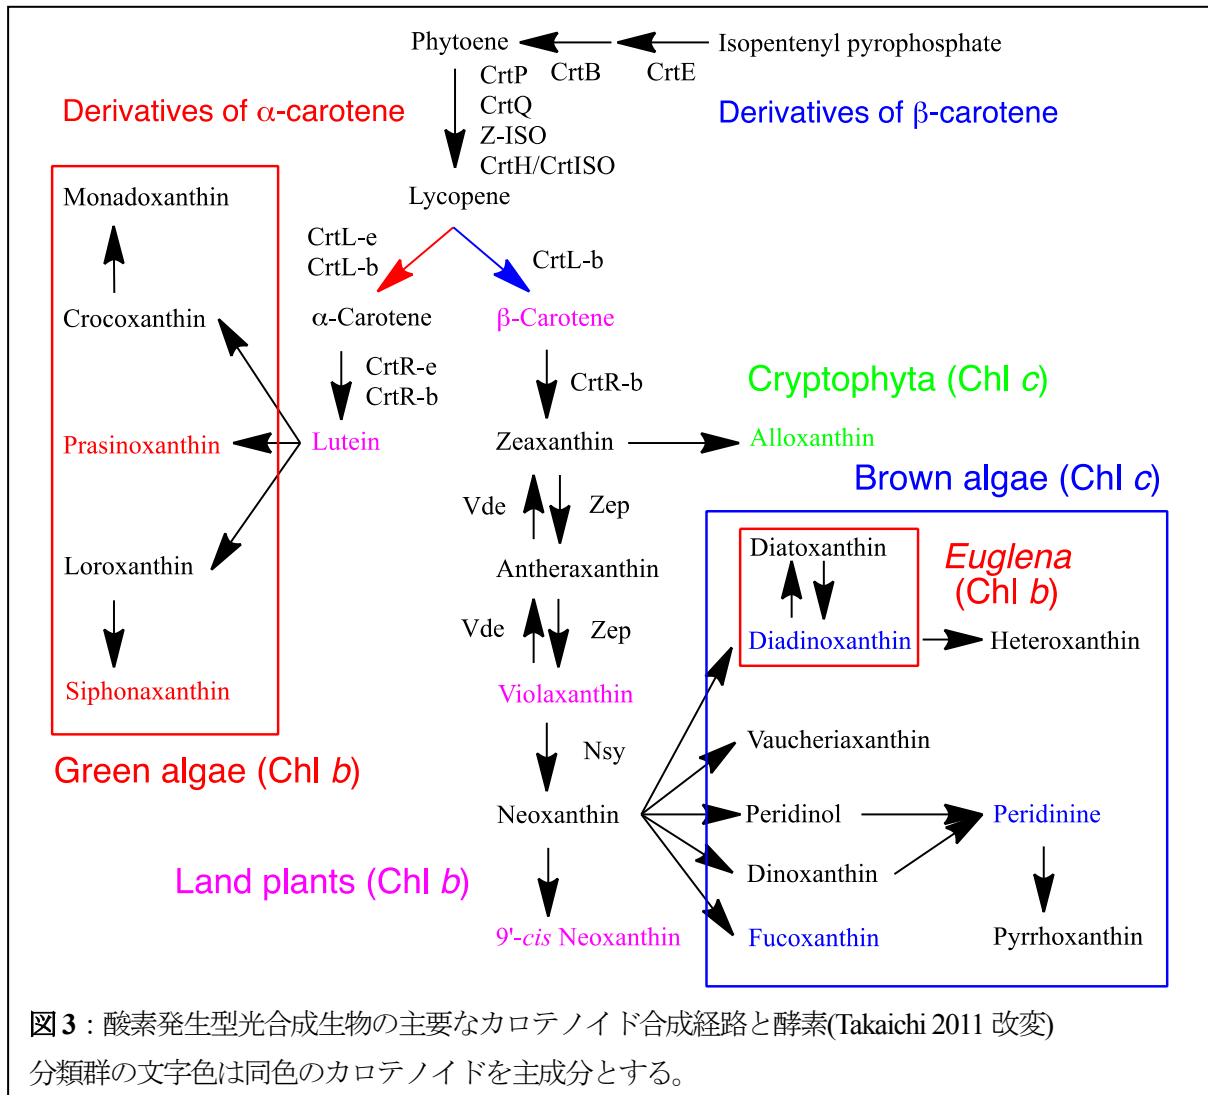 Phytoene
Isopentenyl pyrophosphate
CrtB
CrtE
CrtP
CrtQ
Z-ISO
CrtH/CrtISO
Derivatives of α-carotene
Derivatives of β-carotene
Lycopene
Monadoxanthin
CrtL-e
CrtL-b
CrtL-b
Crocoxanthin
α-Carotene
β-Carotene
CrtR-e
CrtR-b
CrtR-b
Cryptophyta (Chl c)
Prasinoxanthin
Lutein
Zeaxanthin
Alloxanthin
Brown algae (Chl c)
Vde
Zep
Loroxanthin
Antheraxanthin
Diatoxanthin
Euglena
(Chl b)
Vde
Zep
Diadinoxanthin
Heteroxanthin
Siphonaxanthin
Violaxanthin
Nsy
Vaucheriaxanthin
Green algae (Chl b)
Neoxanthin
Peridinol
Peridinine
Land plants (Chl b)
Dinoxanthin
9'-cis Neoxanthin
Fucoxanthin
Pyrrhoxanthin
図3：酸素発生型光合成生物の主要なカロテノイド合成経路と酵素(Takaichi 2011 改変)
分類群の文字色は同色のカロテノイドを主成分とする。